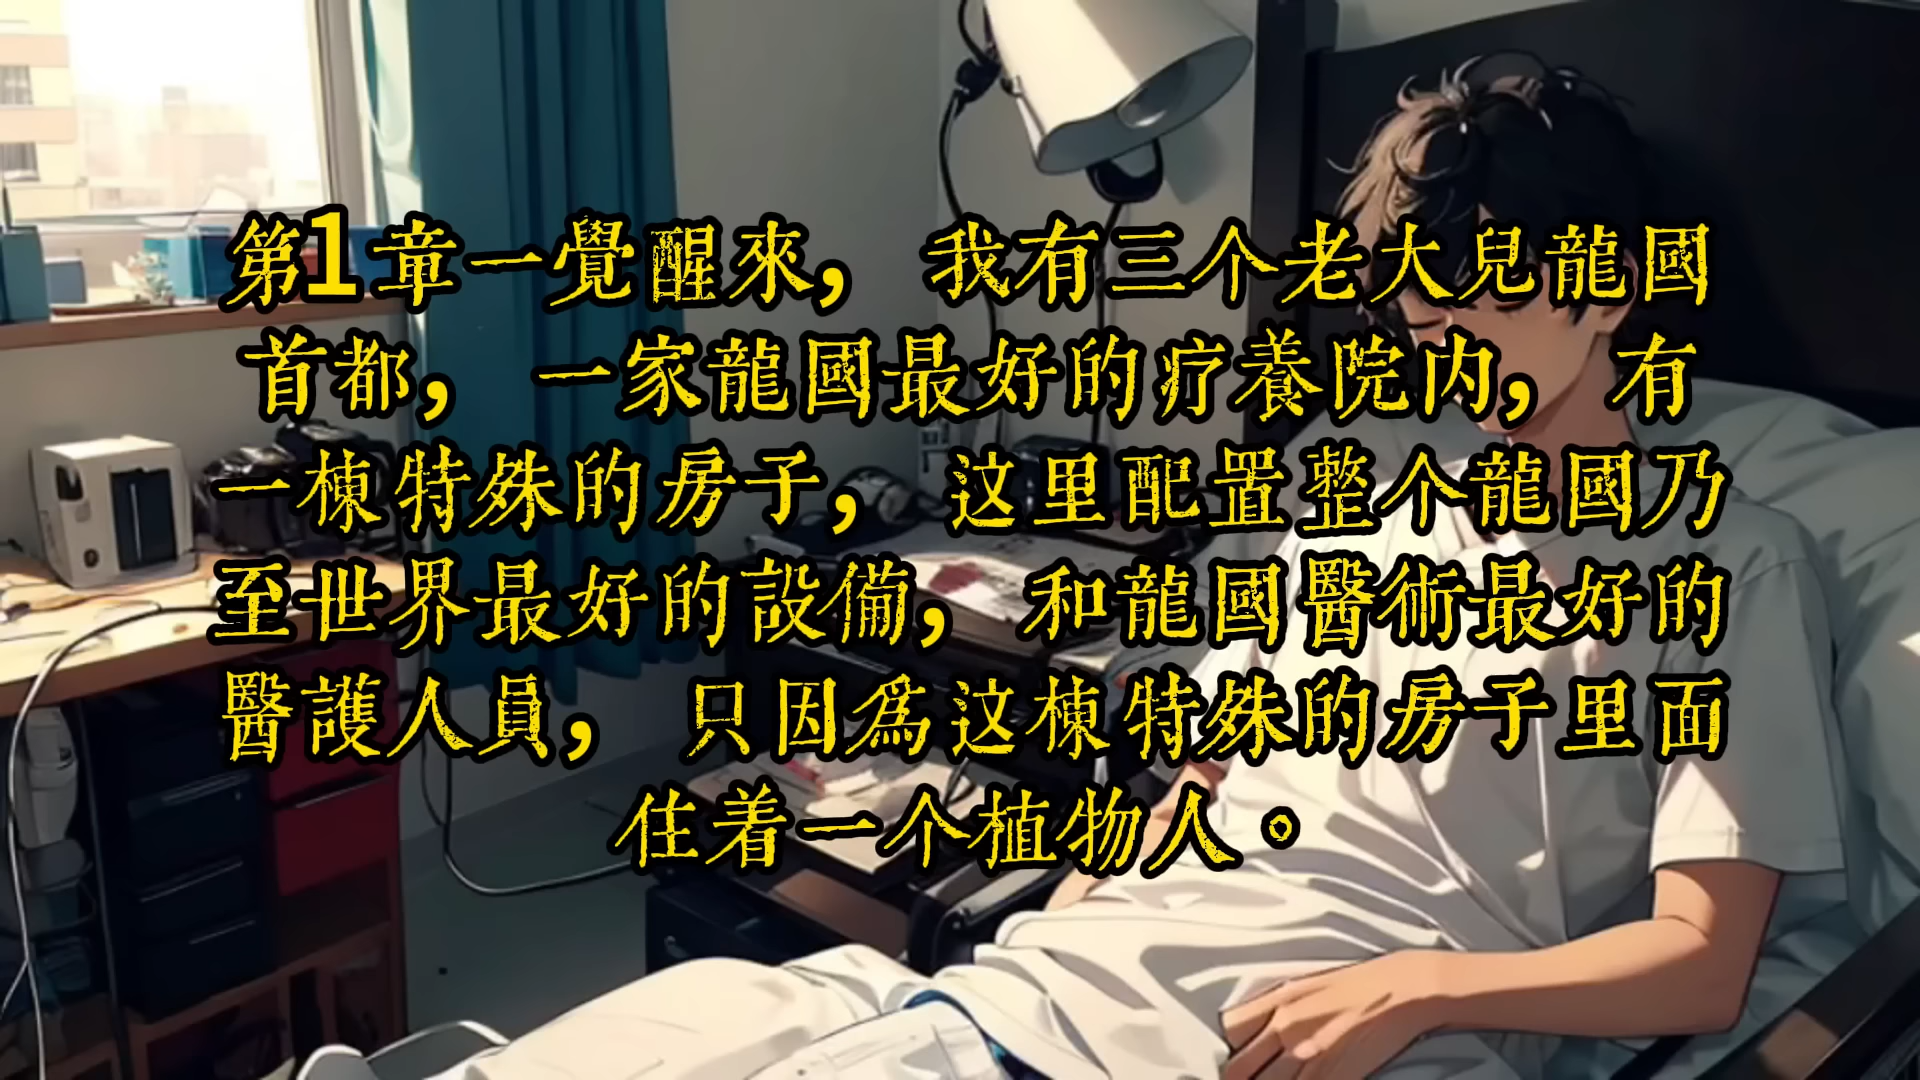 第1章一覺醒來, 我有三个老大兒龍國
首都, 一家龍國最好的疗養院内, 有
一棟特殊的房子, 这里配置整个龍國乃
至世界最好的設備, 和龍國醫術最好的
醫護人員, 只因爲这棟特殊的房子里面
住着一个植物人。